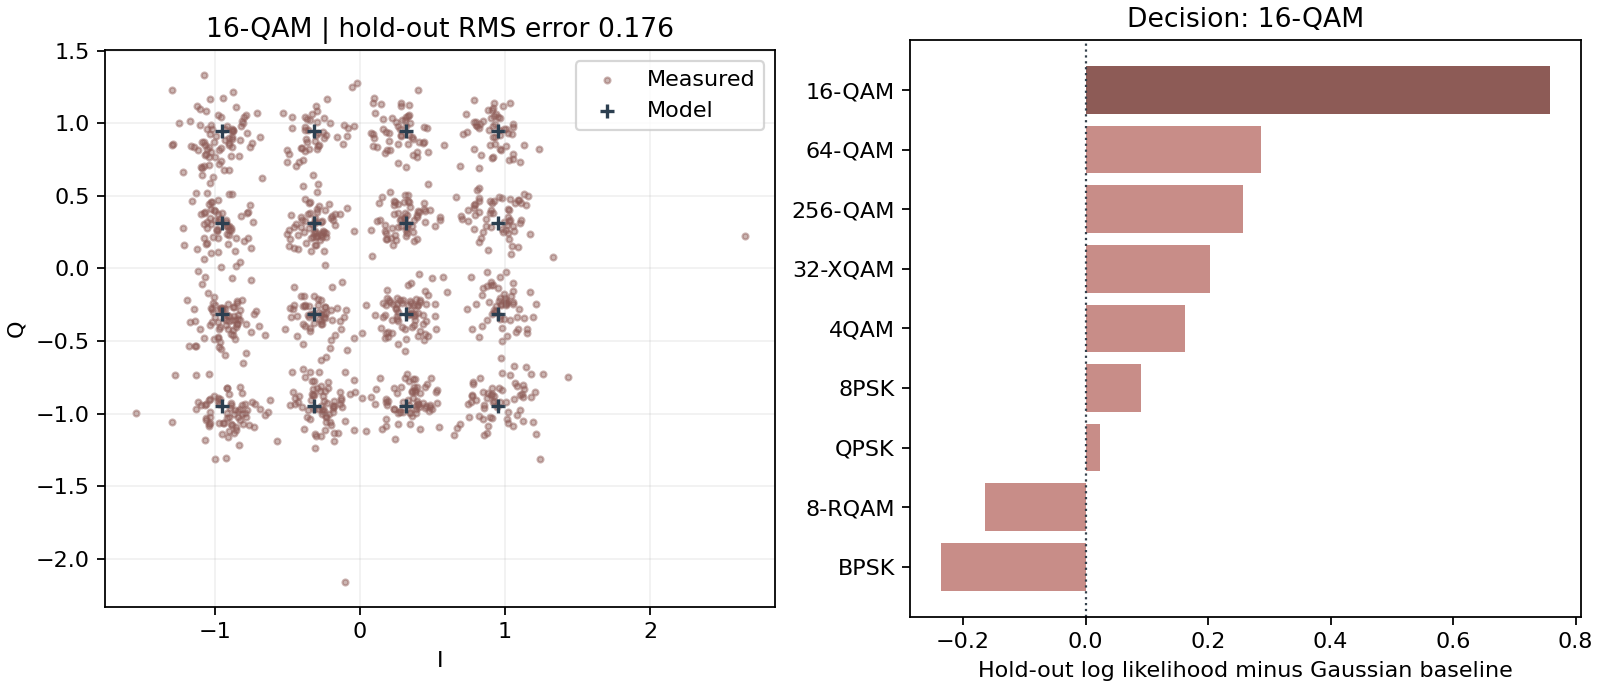 16-QAM | hold-out RMS error 0.176
Measured
Model
1.5
1.0
0.5
0.0
−0.5
−1.0
−1.5
−2.0
Q
−1
0
1
2
I
Decision: 16-QAM
16-QAM
64-QAM
256-QAM
32-XQAM
4QAM
8PSK
QPSK
8-RQAM
BPSK
−0.2
0.0
0.2
0.4
0.6
0.8
Hold-out log likelihood minus Gaussian baseline